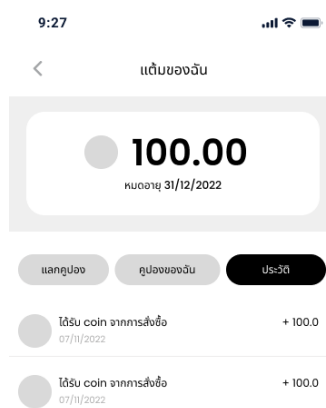 9:27
แต้มของฉัน
100.00
หมดอายุ 31/12/2022
แลกคูปอง คูปองของฉัน ประวัติ
ได้รับ coin จากการสั่งซื้อ + 100.0
07/11/2022
ได้รับ coin จากการสั่งซื้อ + 100.0
07/11/2022